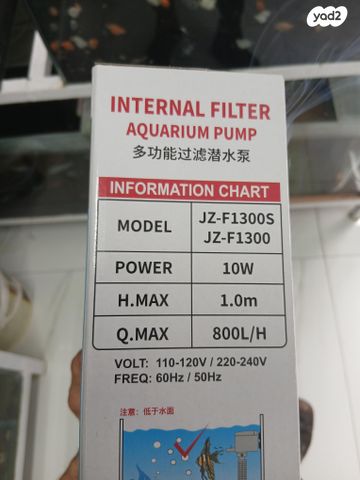 yad2
INTERNAL FILTER
AQUARIUM PUMP
多功能过滤潜水泵
INFORMATION CHART
MODEL JZ-F1300S
JZ-F1300
POWER 10W
H.MAX 1.0m
Q.MAX 800L/H
VOLT: 110-120V / 220-240V
FREQ: 60Hz / 50Hz
注意：低于水面